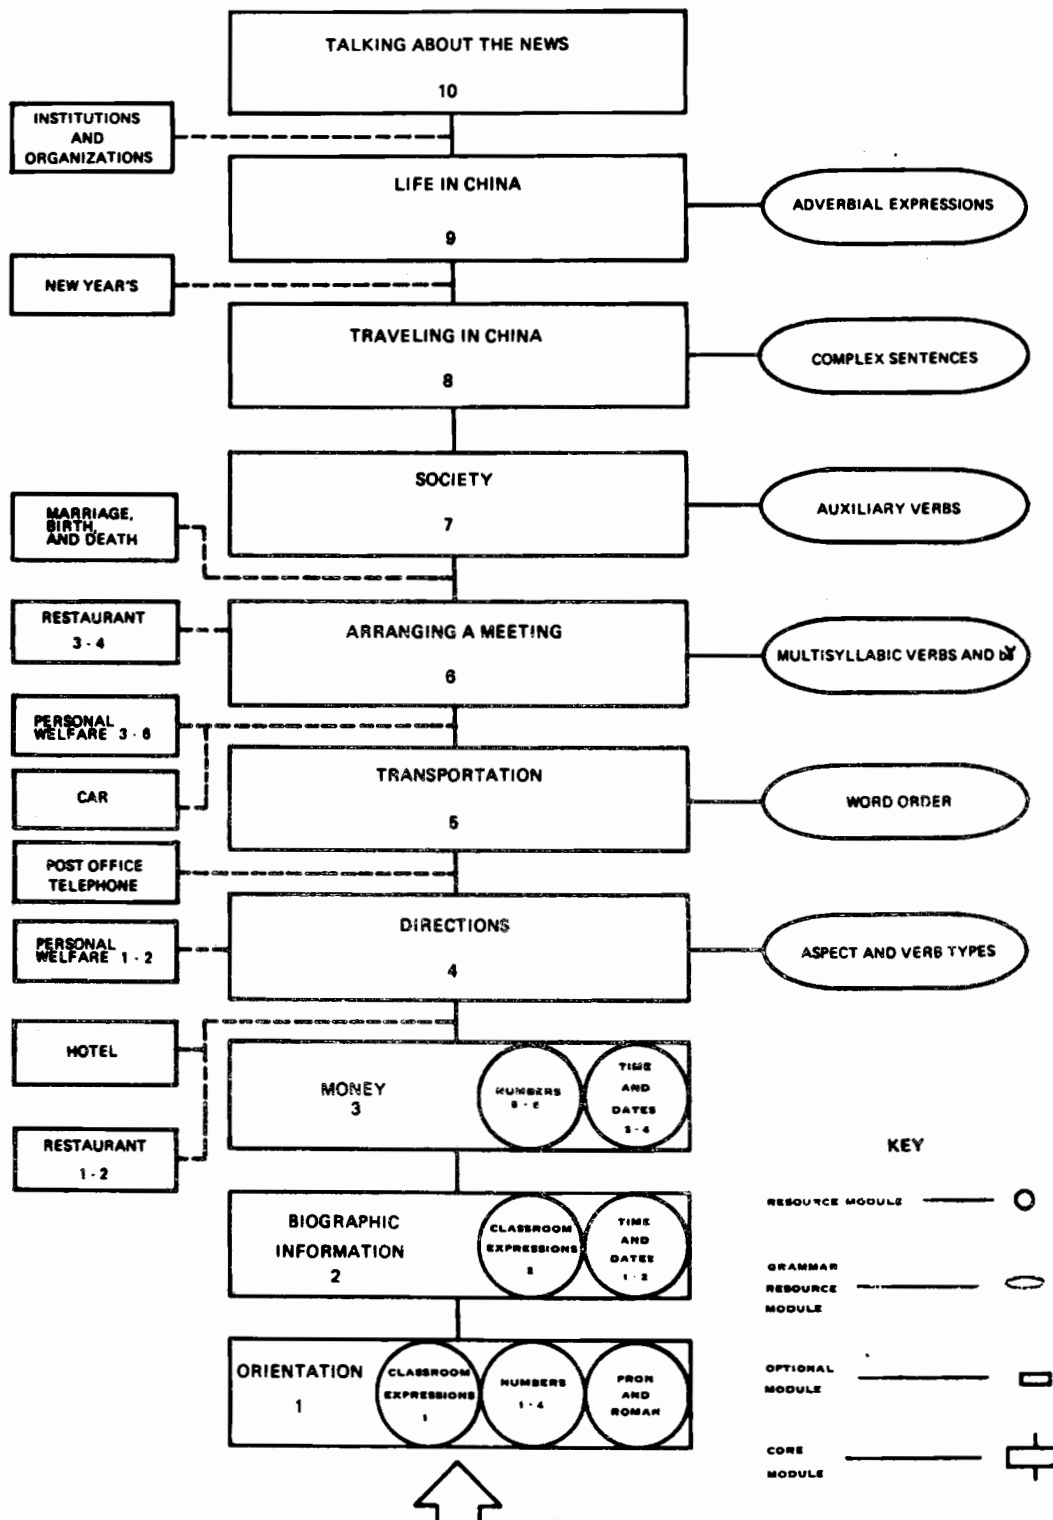 TALKING ABOUT THE NEWS
10
INSTITUTIONS
AND
ORGANIZATIONS
LIFE IN CHINA
9
ADVERBIAL EXPRESSIONS
NEW YEAR'S
TRAVELING IN CHINA
8
COMPLEX SENTENCES
SOCIETY
7
AUXILIARY VERBS
MARRIAGE,
BIRTH,
AND DEATH
RESTAURANT
3 - 4
ARRANGING A MEETING
6
MULTISYLLABIC VERBS AND bǎ
PERSONAL
WELFARE 3 - 6
CAR
TRANSPORTATION
5
WORD ORDER
POST OFFICE
TELEPHONE
DIRECTIONS
4
ASPECT AND VERB TYPES
PERSONAL
WELFARE 1 - 2
HOTEL
RESTAURANT
1 - 2
MONEY
3
NUMBERS
TIME
AND
DATES
3 - 4
BIOGRAPHIC
INFORMATION
2
CLASSROOM
EXPRESSIONS
2
TIME
AND
DATES
1 - 2
ORIENTATION
1
CLASSROOM
EXPRESSIONS
1
NUMBERS
1 - 4
PRON
AND
ROMAN
KEY
RESOURCE MODULE
GRAMMAR
RESOURCE
MODULE
OPTIONAL
MODULE
CORE
MODULE